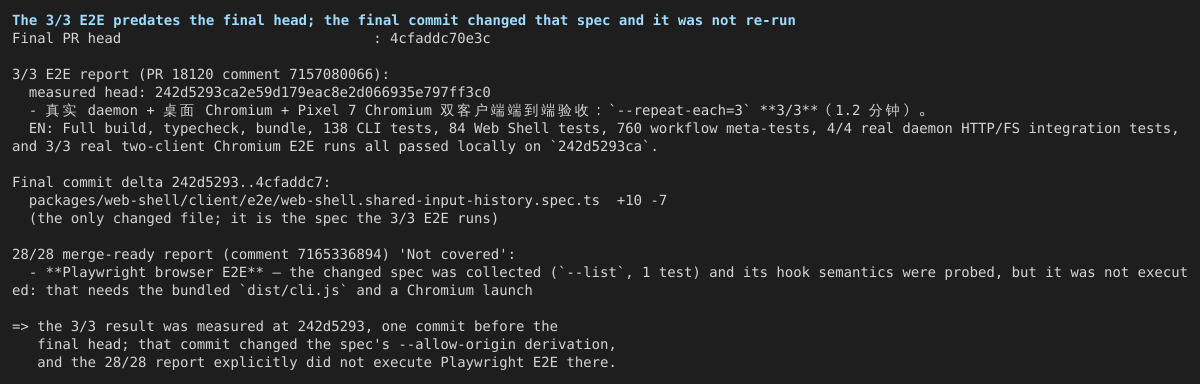 The 3/3 E2E predates the final head; the final commit changed that spec and it was not re-run
Final PR head : 4cfaddc70e3c
3/3 E2E report (PR 18120 comment 7157080066):
measured head: 242d5293ca2e59d179eac8e2d066935e797ff3c0
- 真实 daemon + 桌面 Chromium + Pixel 7 Chromium 双客户端端到端验收：`--repeat-each=3` **3/3**（1.2 分钟）。
EN: Full build, typecheck, bundle, 138 CLI tests, 84 Web Shell tests, 760 workflow meta-tests, 4/4 real daemon HTTP/FS integration tests,
and 3/3 real two-client Chromium E2E runs all passed locally on `242d5293ca`.
Final commit delta 242d5293..4cfaddc7:
packages/web-shell/client/e2e/web-shell.shared-input-history.spec.ts +10 -7
(the only changed file; it is the spec the 3/3 E2E runs)
28/28 merge-ready report (comment 7165336894) 'Not covered':
- **Playwright browser E2E** — the changed spec was collected (`--list`, 1 test) and its hook semantics were probed, but it was not execut
ed: that needs the bundled `dist/cli.js` and a Chromium launch
=> the 3/3 result was measured at 242d5293, one commit before the
final head; that commit changed the spec's --allow-origin derivation,
and the 28/28 report explicitly did not execute Playwright E2E there.